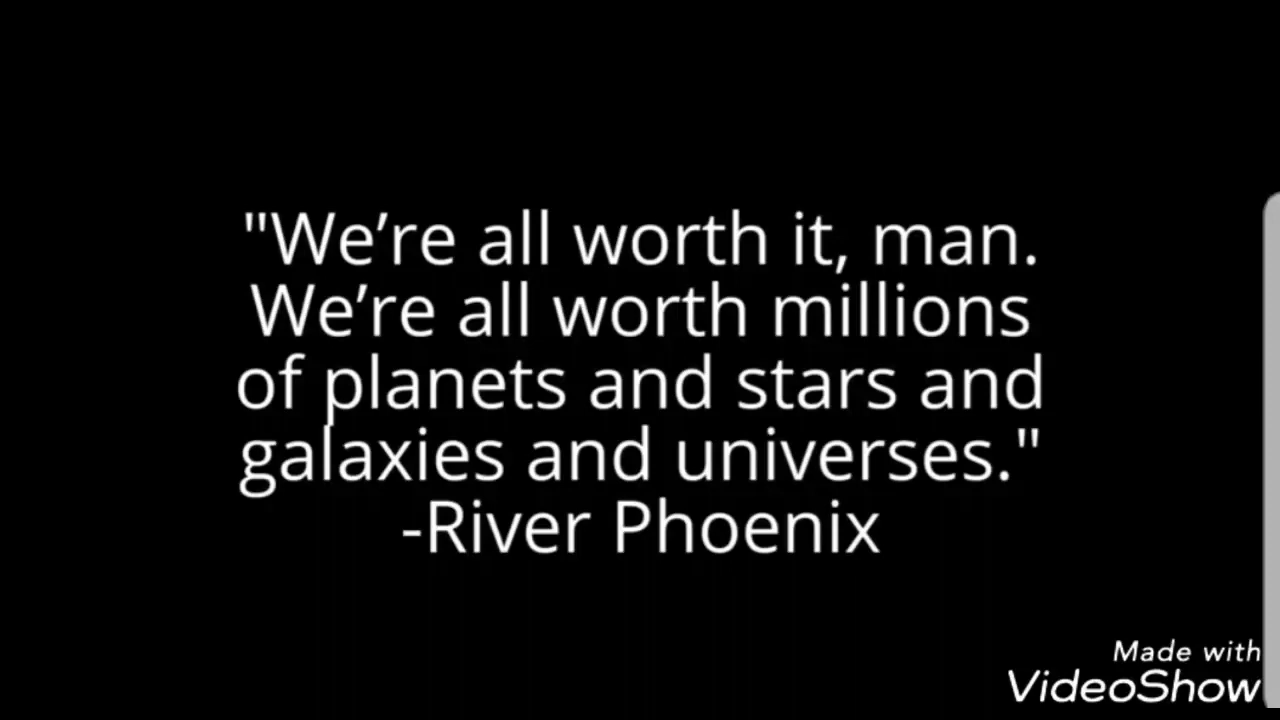 "We’re all worth it, man.
We’re all worth millions
of planets and stars and
galaxies and universes."
-River Phoenix
Made with
VideoShow